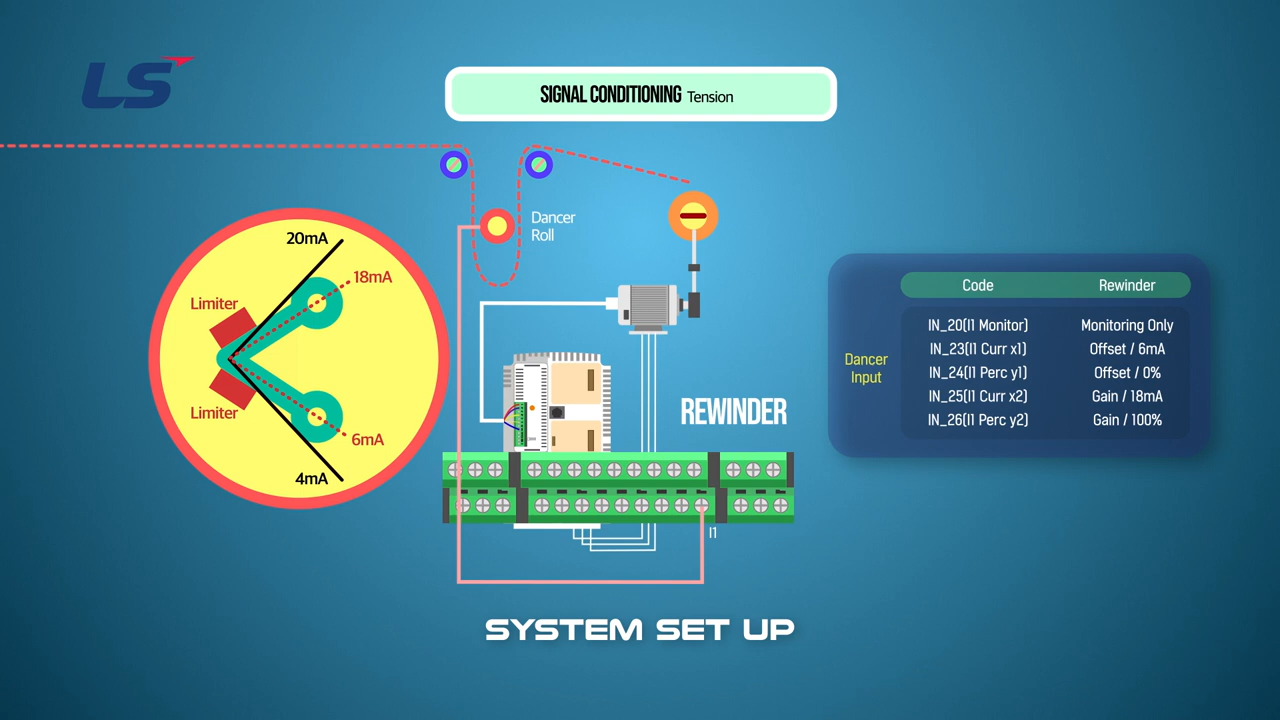 LS
SIGNAL CONDITIONING Tension
Dancer
Roll
20mA
18mA
Limiter
Limiter
6mA
4mA
REWINDER
I1
Code Rewinder
Dancer
Input
IN_20(I1 Monitor) Monitoring Only
IN_23(I1 Curr x1) Offset / 6mA
IN_24(I1 Perc y1) Offset / 0%
IN_25(I1 Curr x2) Gain / 18mA
IN_26(I1 Perc y2) Gain / 100%
SYSTEM SET UP